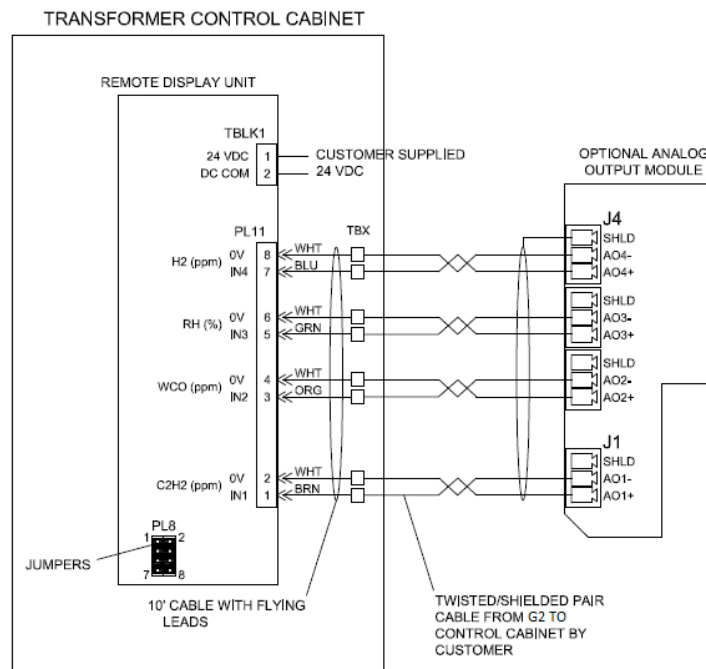 TRANSFORMER CONTROL CABINET
REMOTE DISPLAY UNIT
TBLK1
24 VDC 1 CUSTOMER SUPPLIED
DC COM 2 24 VDC
OPTIONAL ANALOG
OUTPUT MODULE
PL11 TBX
J4
SHLD
H2 (ppm) 0V 8 WHT AO4-
IN4 7 BLU AO4+
SHLD
RH (%) 0V 6 WHT AO3-
IN3 5 GRN AO3+
SHLD
WCO (ppm) 0V 4 WHT AO2-
IN2 3 ORG AO2+
J1
SHLD
C2H2 (ppm) 0V 2 WHT AO1-
IN1 1 BRN AO1+
PL8
1 2
JUMPERS
7 8
10' CABLE WITH FLYING
LEADS
TWISTED/SHIELDED PAIR
CABLE FROM G2 TO
CONTROL CABINET BY
CUSTOMER